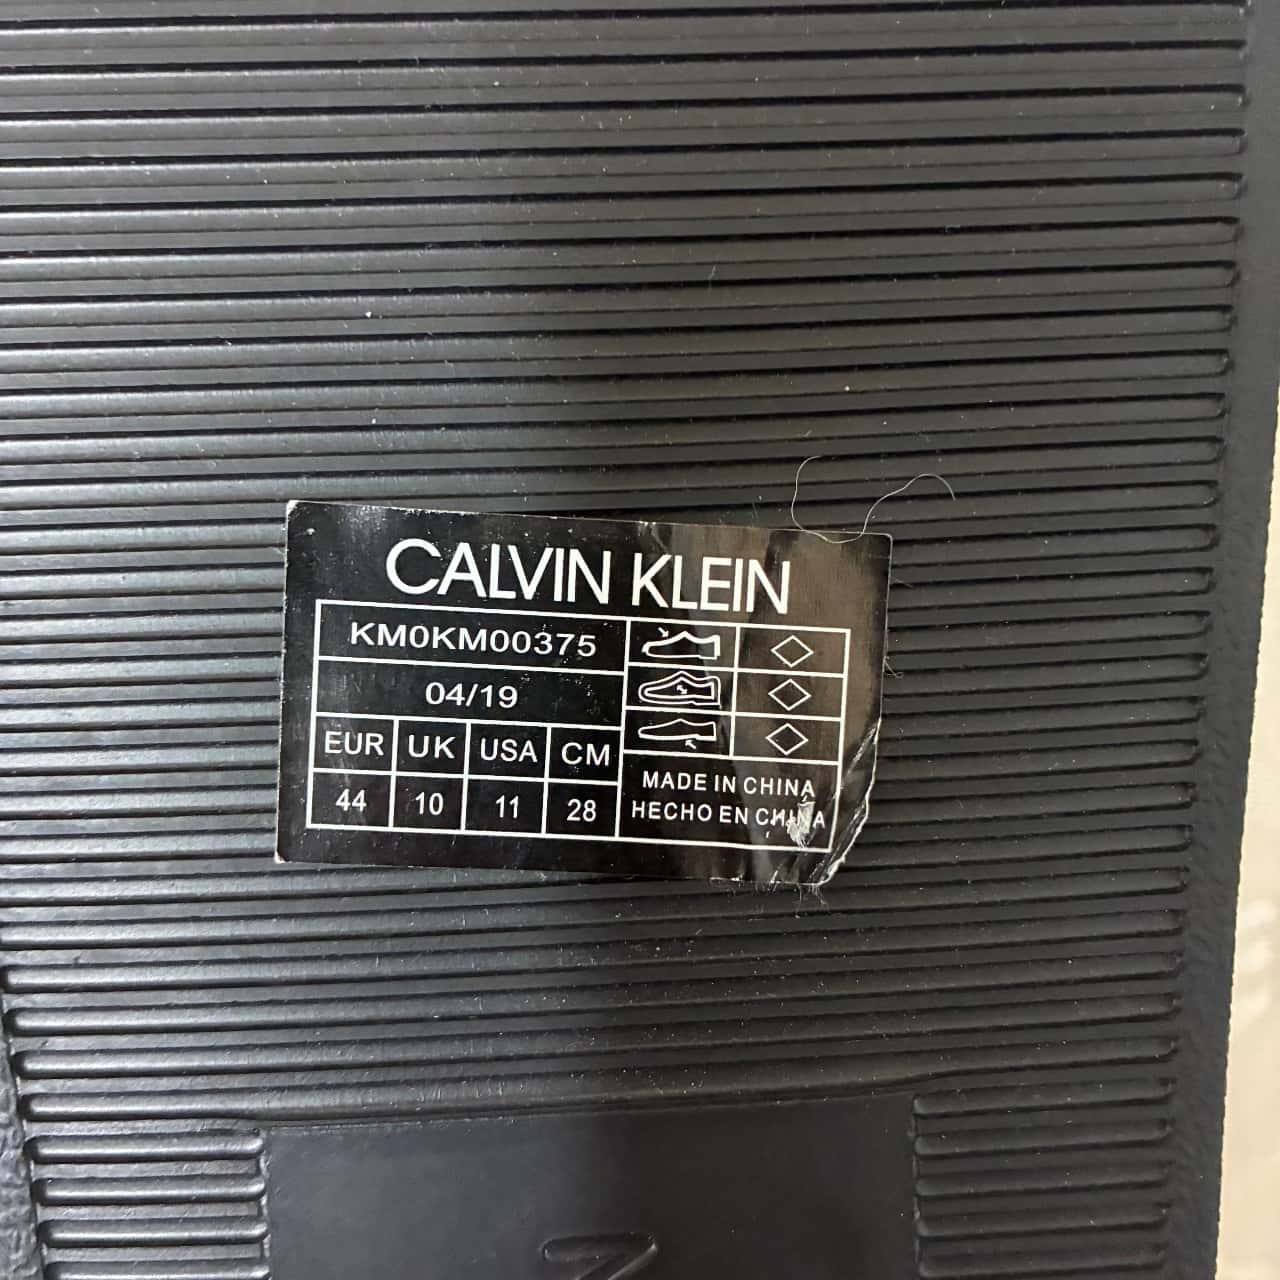 CALVIN KLEIN
KM0KM00375
04/19
EUR UK USA CM
44 10 11 28
MADE IN CHINA
HECHO EN CHINA